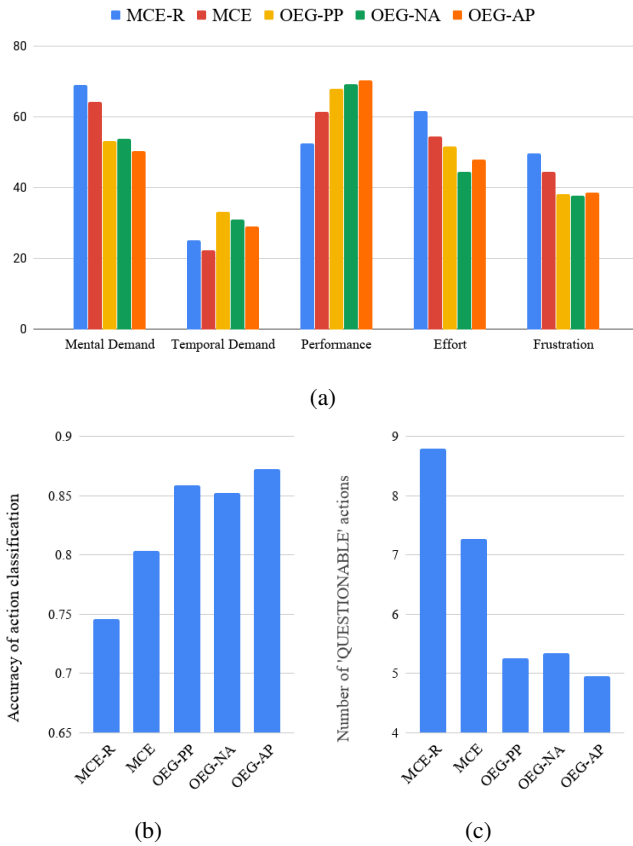 MCE-R MCE OEG-PP OEG-NA OEG-AP
80
60
40
20
0
Mental Demand Temporal Demand Performance Effort Frustration
(a)
Accuracy of action classification
0.9
0.85
0.8
0.75
0.7
0.65
MCE-R MCE OEG-PP OEG-NA OEG-AP
(b)
Number of 'QUESTIONABLE' actions
9
8
7
6
5
4
MCE-R MCE OEG-PP OEG-NA OEG-AP
(c)